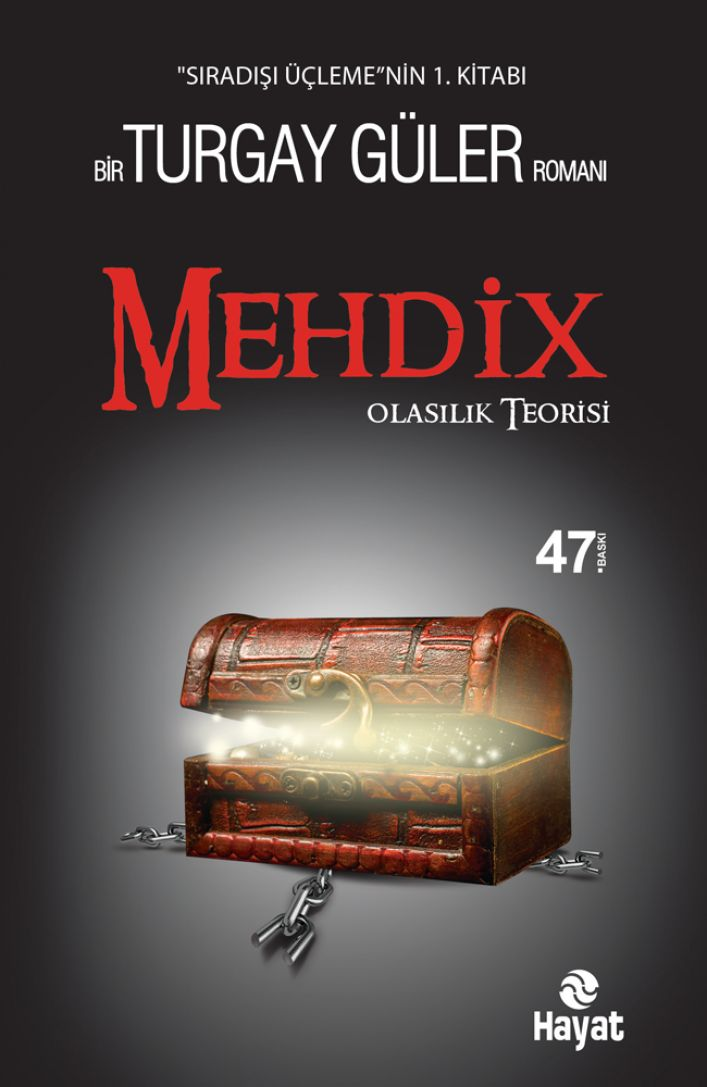 "SIRADIŞI ÜÇLEME”NİN 1. KİTABI
BİR TURGAY GÜLER ROMANI
MEHDİX
OLASILIK TEORİSİ
47. BASKI
Hayat